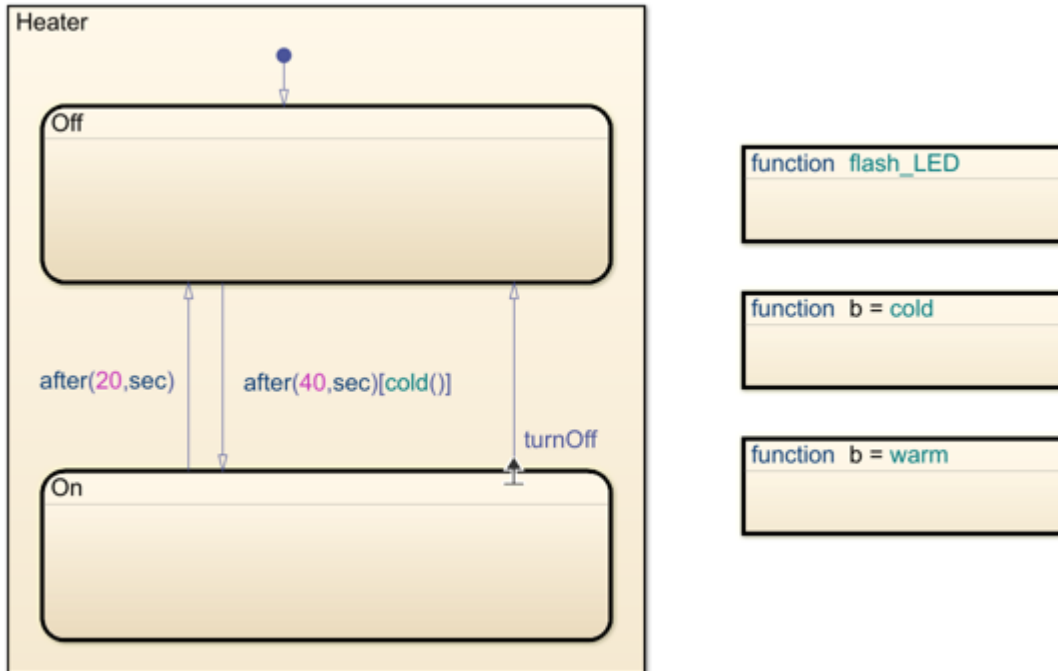 Heater
Off
after(20,sec)
after(40,sec)[cold()]
turnOff
On
function flash_LED
function b = cold
function b = warm